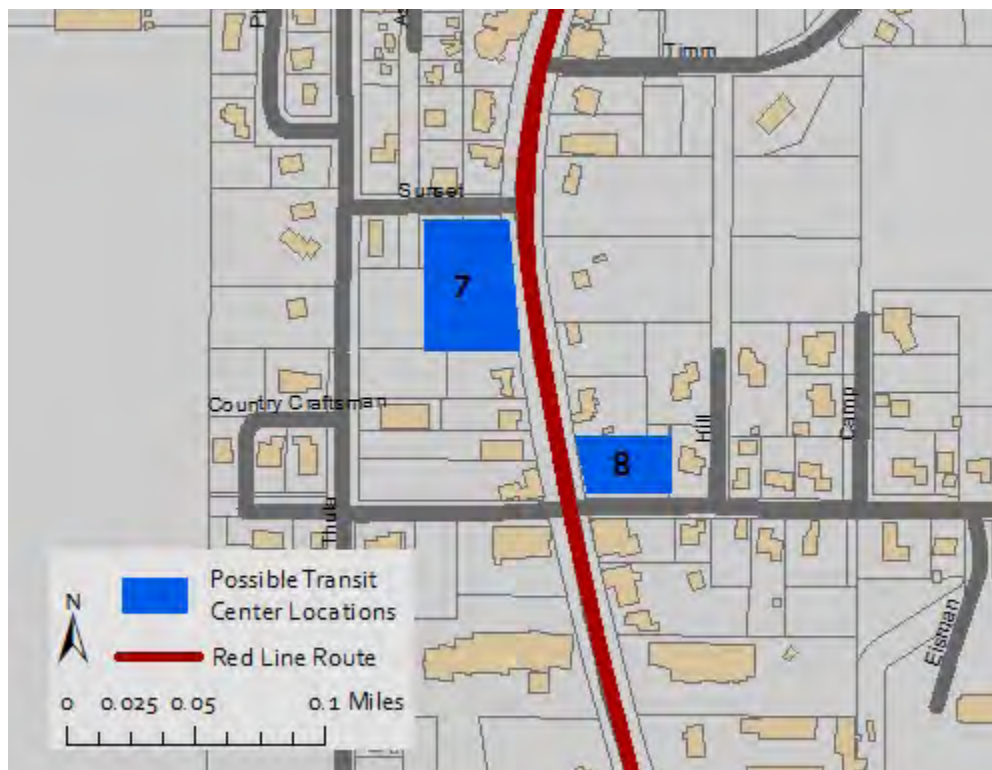 Timm
Sunset
7
Country Craftsman
Hill
Camp
8
Thula
Eisman
Possible Transit
Center Locations
N
Red Line Route
0 0.025 0.05 0.1 Miles